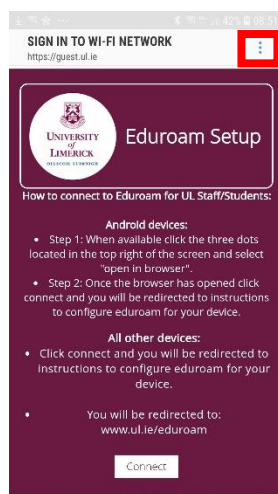 42% 08:51
SIGN IN TO WI-FI NETWORK
https://guest.ul.ie
UNIVERSITY
of
LIMERICK
OLLSCOIL LUIMNIGH
Eduroam Setup
How to connect to Eduroam for UL Staff/Students:
Android devices:
• Step 1: When available click the three dots
located in the top right of the screen and select
"open in browser".
• Step 2: Once the browser has opened click
connect and you will be redirected to instructions
to configure eduroam for your device.
All other devices:
• Click connect and you will be redirected to
instructions to configure eduroam for your
device.
• You will be redirected to:
www.ul.ie/eduroam
Connect